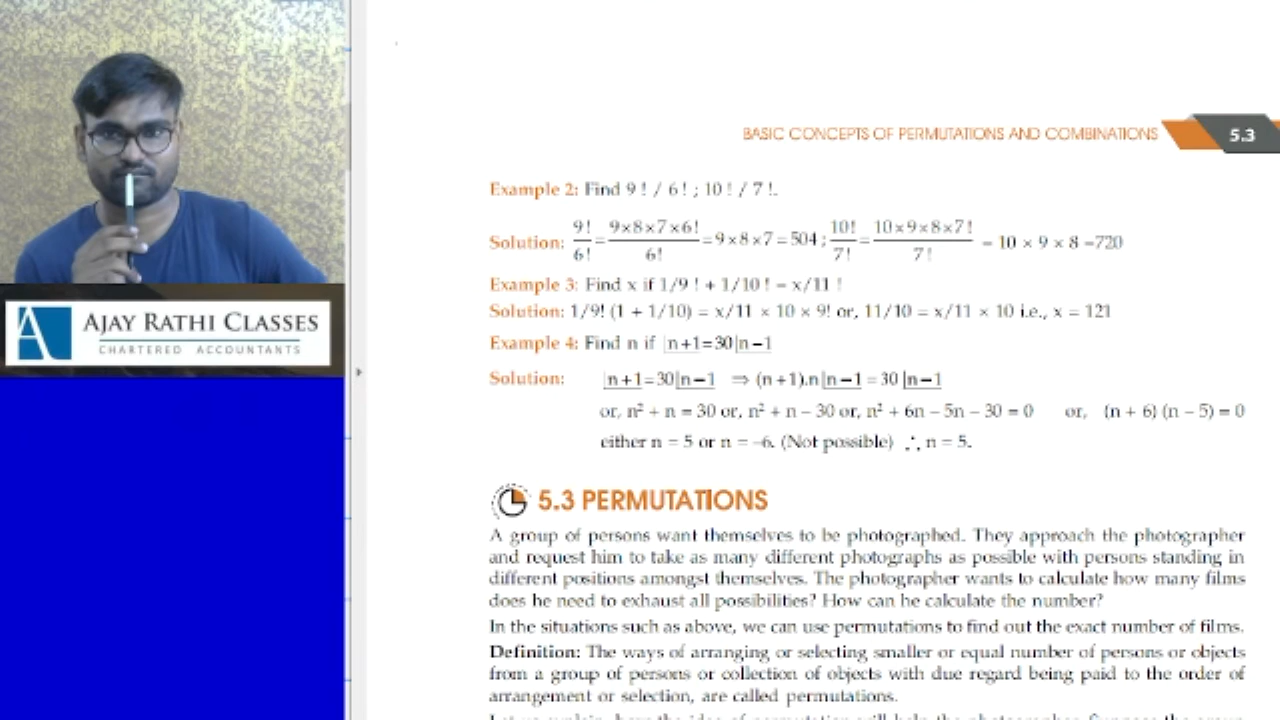 BASIC CONCEPTS OF PERMUTATIONS AND COMBINATIONS 5.3
Example 2: Find 9 ! / 6 ! ; 10 ! / 7 !.
Solution: 9!/6! = 9×8×7×6!/6! = 9×8×7 = 504 ; 10!/7! = 10×9×8×7!/7! = 10 × 9 × 8 =720
Example 3: Find x if 1/9 ! + 1/10 ! = x/11 !
Solution: 1/9! (1 + 1/10) = x/11 × 10 × 9! or, 11/10 = x/11 × 10 i.e., x = 121
Example 4: Find n if |n+1=30|n−1
Solution: |n+1=30|n−1 ⇒ (n+1).n|n−1 = 30 |n−1
or, n² + n = 30 or, n² + n − 30 or, n² + 6n − 5n − 30 = 0 or, (n + 6) (n − 5) = 0
either n = 5 or n = −6. (Not possible) ∴ n = 5.
5.3 PERMUTATIONS
A group of persons want themselves to be photographed. They approach the photographer
and request him to take as many different photographs as possible with persons standing in
different positions amongst themselves. The photographer wants to calculate how many films
does he need to exhaust all possibilities? How can he calculate the number?
In the situations such as above, we can use permutations to find out the exact number of films.
Definition: The ways of arranging or selecting smaller or equal number of persons or objects
from a group of persons or collection of objects with due regard being paid to the order of
arrangement or selection, are called permutations.
AJAY RATHI CLASSES
CHARTERED ACCOUNTANTS